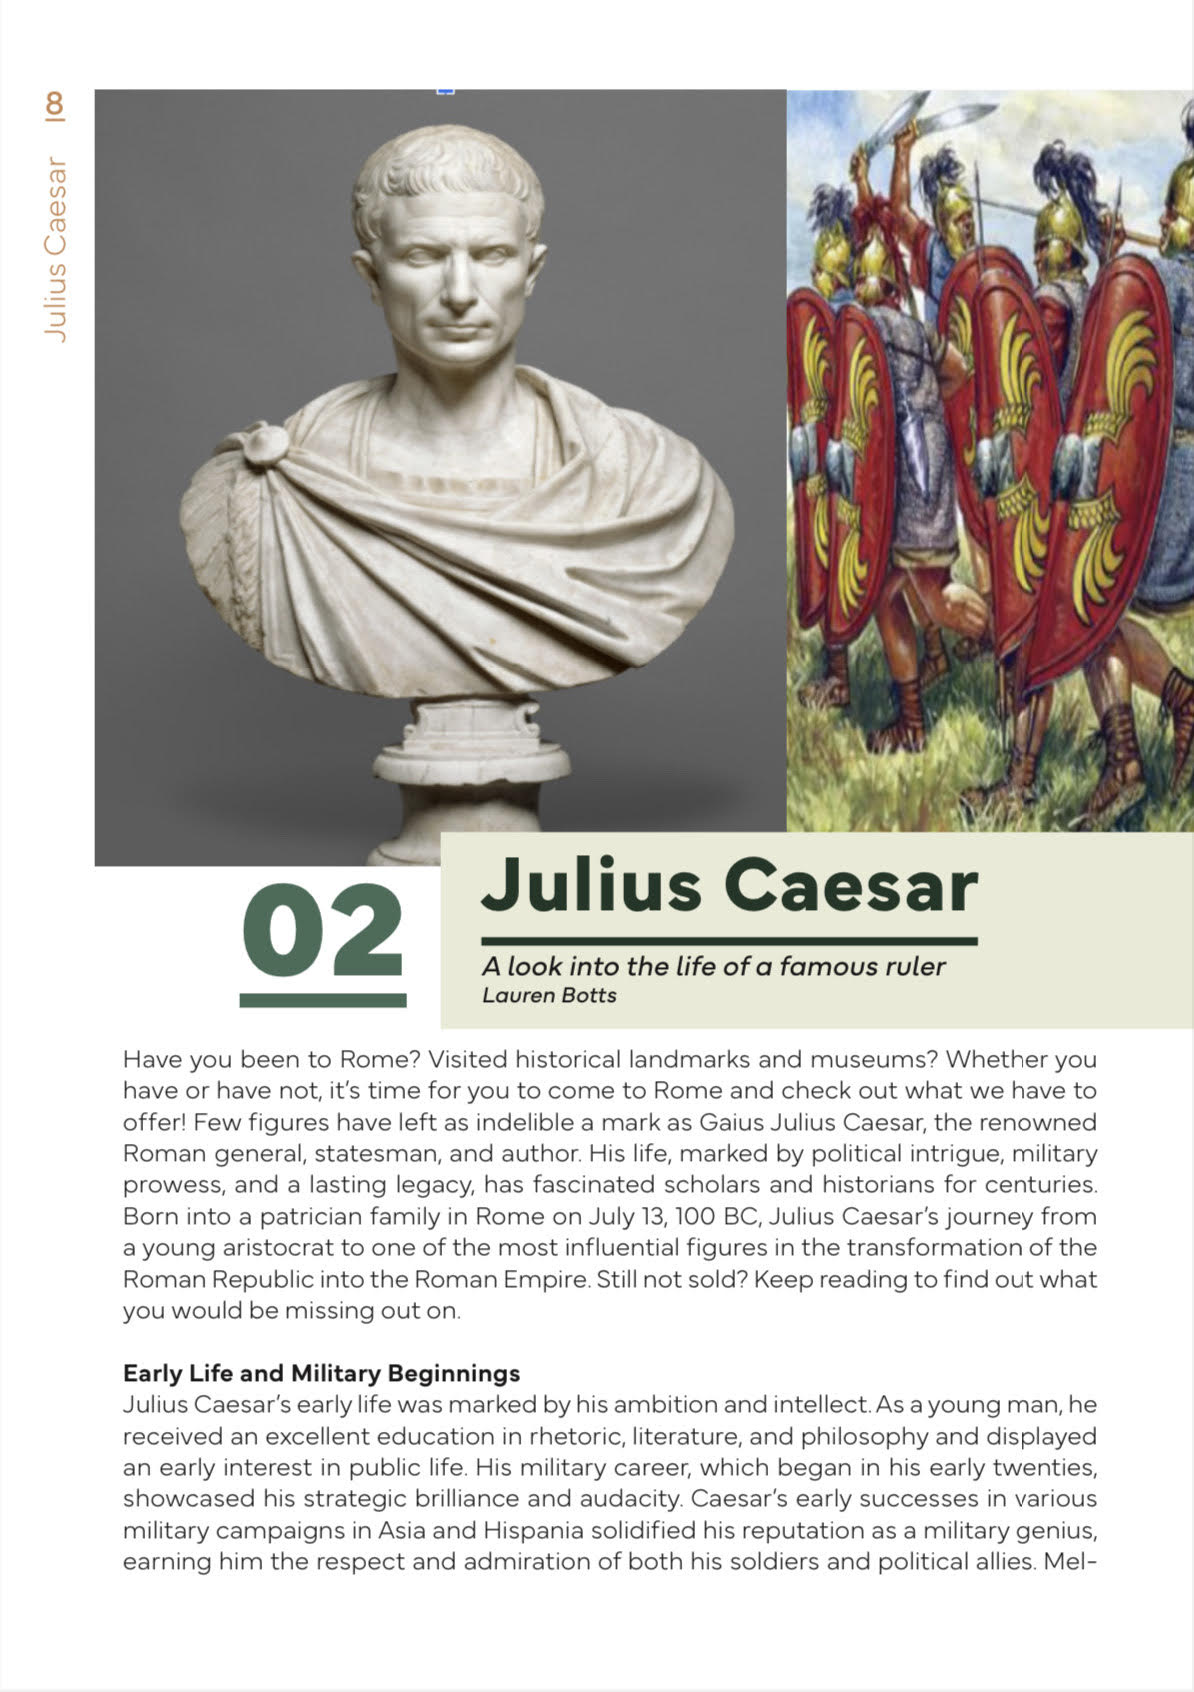 8
Julius Caesar
02
Julius Caesar
A look into the life of a famous ruler
Lauren Botts
Have you been to Rome? Visited historical landmarks and museums? Whether you
have or have not, it's time for you to come to Rome and check out what we have to
offer! Few figures have left as indelible a mark as Gaius Julius Caesar, the renowned
Roman general, statesman, and author. His life, marked by political intrigue, military
prowess, and a lasting legacy, has fascinated scholars and historians for centuries.
Born into a patrician family in Rome on July 13, 100 BC, Julius Caesar's journey from
a young aristocrat to one of the most influential figures in the transformation of the
Roman Republic into the Roman Empire. Still not sold? Keep reading to find out what
you would be missing out on.
Early Life and Military Beginnings
Julius Caesar's early life was marked by his ambition and intellect. As a young man, he
received an excellent education in rhetoric, literature, and philosophy and displayed
an early interest in public life. His military career, which began in his early twenties,
showcased his strategic brilliance and audacity. Caesar's early successes in various
military campaigns in Asia and Hispania solidified his reputation as a military genius,
earning him the respect and admiration of both his soldiers and political allies. Mel-